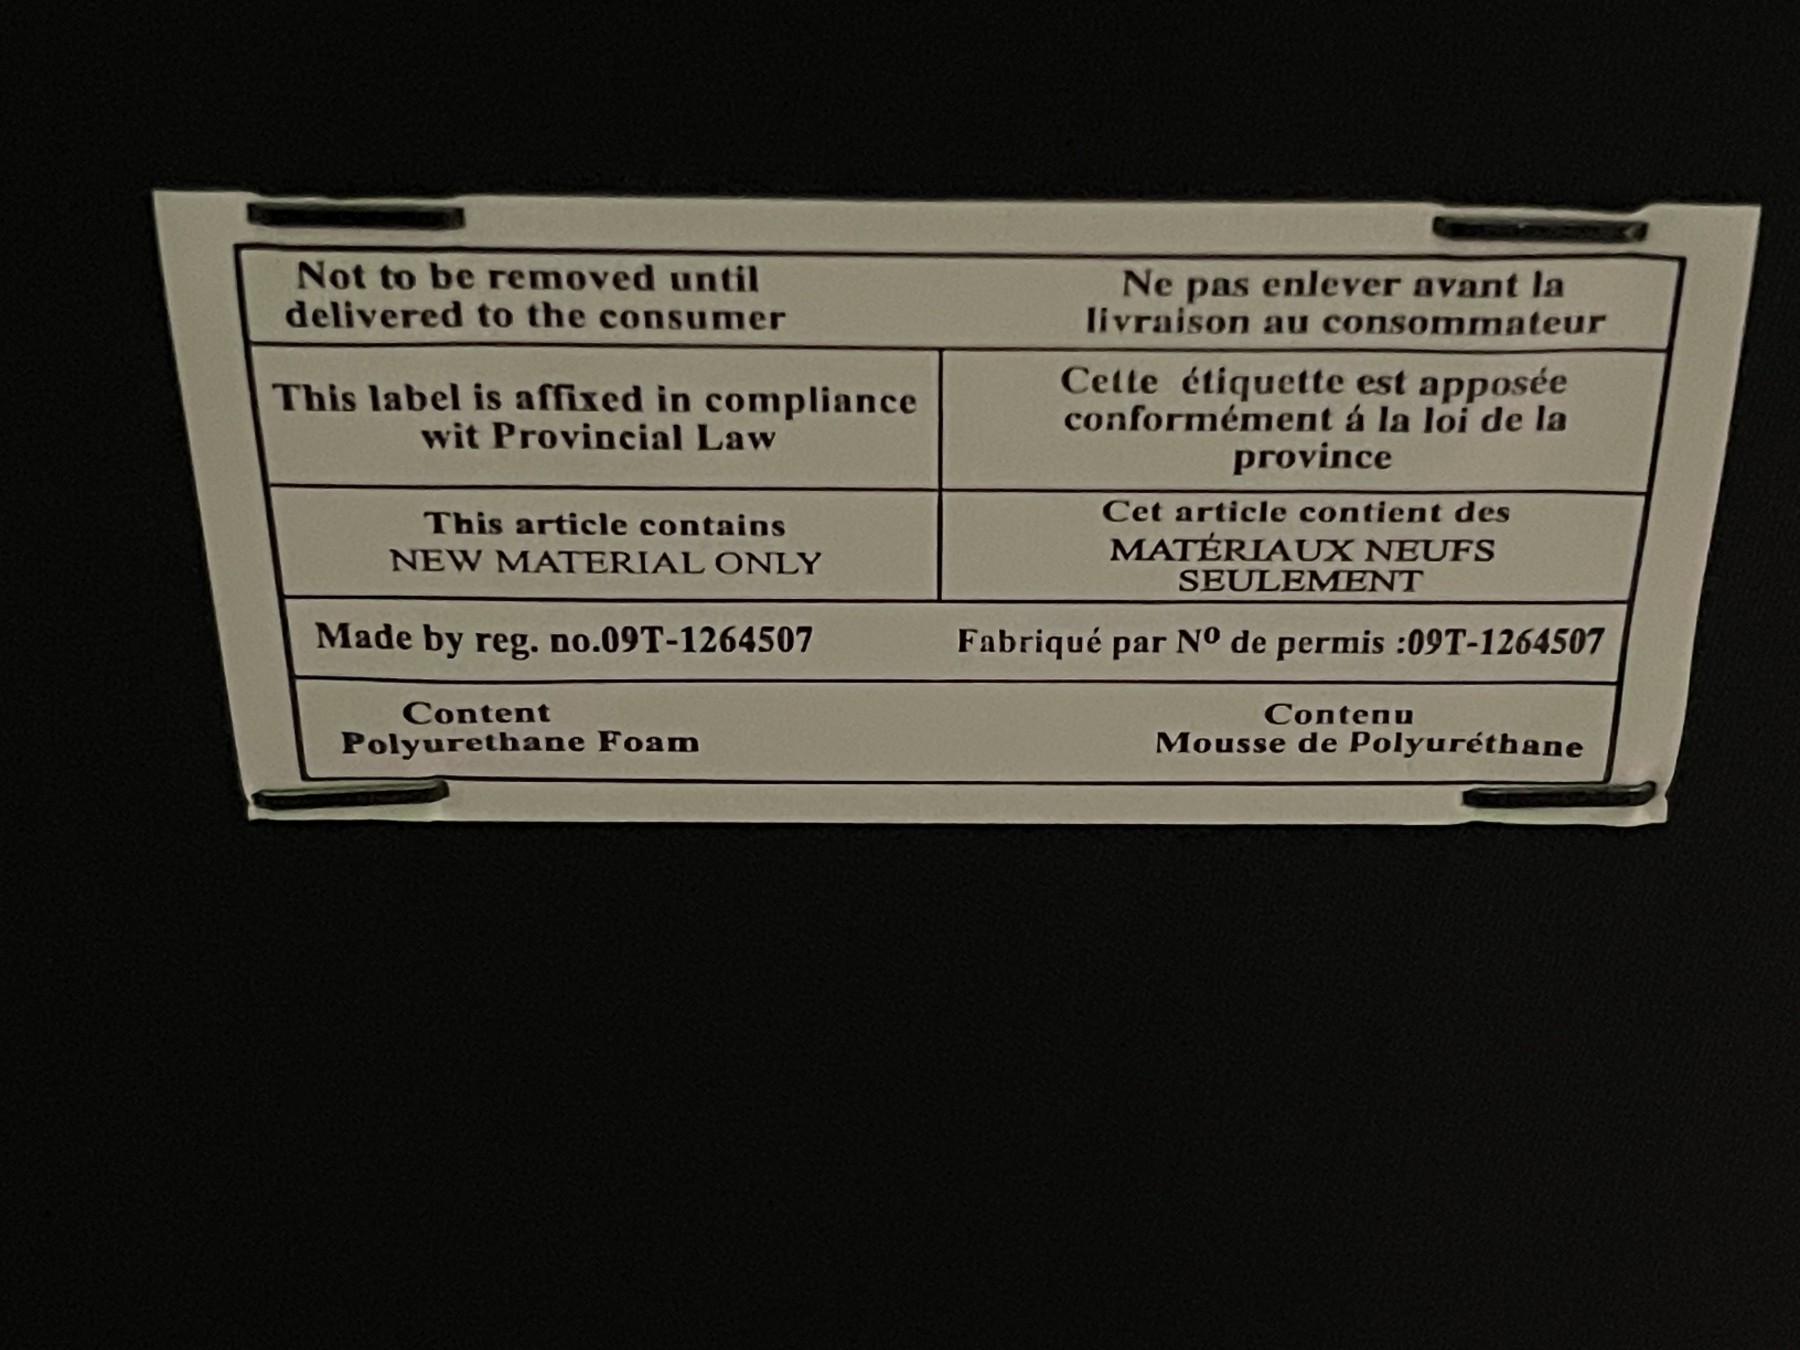 Not to be removed until
delivered to the consumer
Ne pas enlever avant la
livraison au consommateur
This label is affixed in compliance
wit Provincial Law
Cette étiquette est apposée
conformément á la loi de la
province
This article contains
NEW MATERIAL ONLY
Cet article contient des
MATÉRIAUX NEUFS
SEULEMENT
Made by reg. no.09T-1264507
Fabriqué par Nº de permis :09T-1264507
Content
Polyurethane Foam
Contenu
Mousse de Polyuréthane